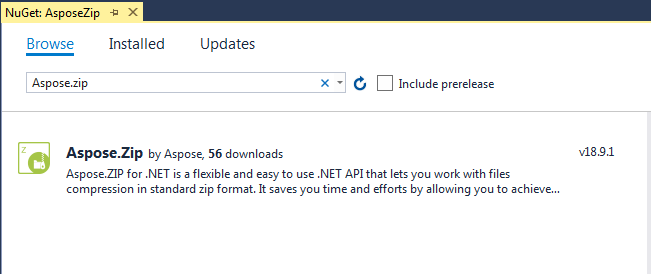 NuGet: AsposeZip
Browse Installed Updates
Aspose.zip Include prerelease
Z
Aspose.Zip by Aspose, 56 downloads v18.9.1
Aspose.ZIP for .NET is a flexible and easy to use .NET API that lets you work with files
compression in standard zip format. It saves you time and efforts by allowing you to achieve...